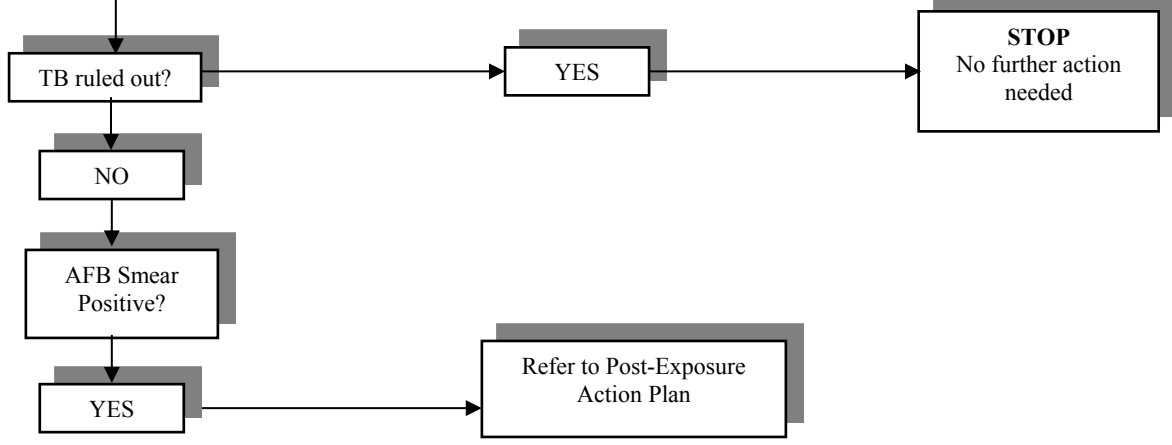 TB ruled out?
YES
STOP
No further action
needed
NO
AFB Smear
Positive?
YES
Refer to Post-Exposure
Action Plan